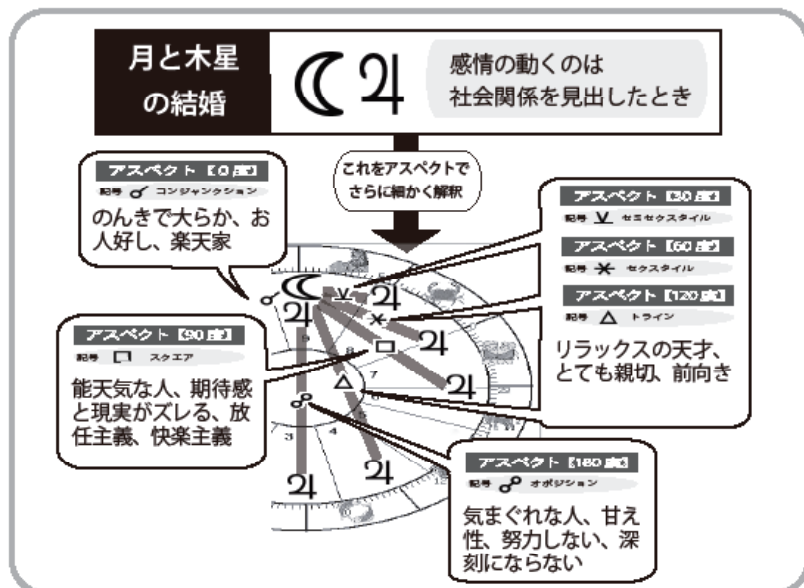 月と木星
の結婚
感情の動くのは
社会関係を見出したとき
これをアスペクトで
さらに細かく解釈
アスペクト【0度】
記号 ☌ コンジャンクション
のんきで大らか、お
人好し、楽天家
アスペクト【30度】
記号 ⚺ セミセクスタイル
アスペクト【60度】
記号 ⚹ セクスタイル
アスペクト【120度】
記号 △ トライン
リラックスの天才、
とても親切、前向き
アスペクト【90度】
記号 □ スクエア
能天気な人、期待感
と現実がズレる、放
任主義、快楽主義
アスペクト【180度】
記号 ☍ オポジション
気まぐれな人、甘え
性、努力しない、深
刻にならない
9
8
7
6
5
4
3